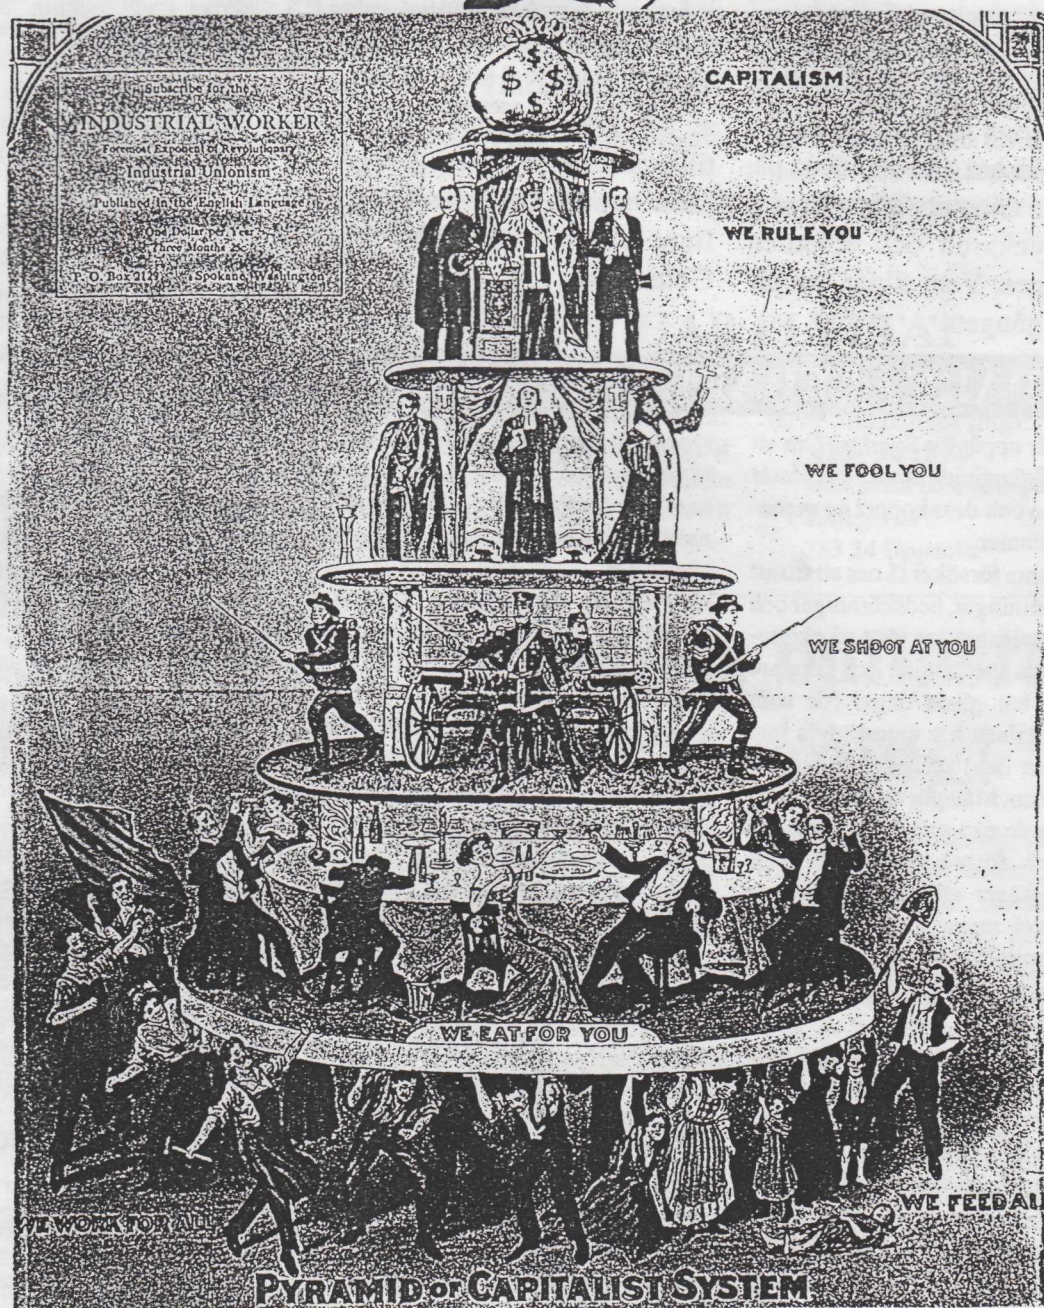 Subscribe for the
INDUSTRIAL WORKER
Foremost Exponent of Revolutionary
Industrial Unionism
Published in the English Language
One Dollar per Year
Three Months 25c
P. O. Box 2129 Spokane, Washington
$ $ $ $
CAPITALISM
WE RULE YOU
WE FOOL YOU
WE SHOOT AT YOU
WE EAT FOR YOU
WE WORK FOR ALL
WE FEED ALL
PYRAMID OF CAPITALIST SYSTEM